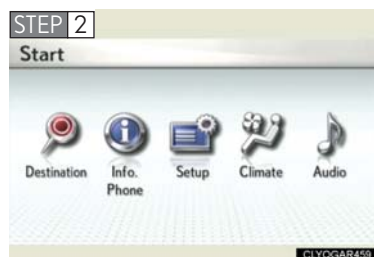 STEP 2
Start
Destination
Info.
Phone
Setup
Climate
Audio
CLYOGAR459